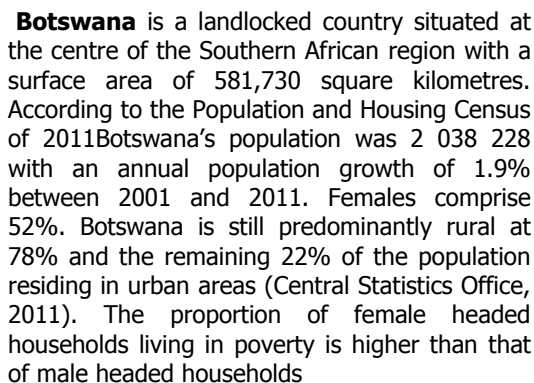 Botswana is a landlocked country situated at
the centre of the Southern African region with a
surface area of 581,730 square kilometres.
According to the Population and Housing Census
of 2011Botswana’s population was 2 038 228
with an annual population growth of 1.9%
between 2001 and 2011. Females comprise
52%. Botswana is still predominantly rural at
78% and the remaining 22% of the population
residing in urban areas (Central Statistics Office,
2011). The proportion of female headed
households living in poverty is higher than that
of male headed households